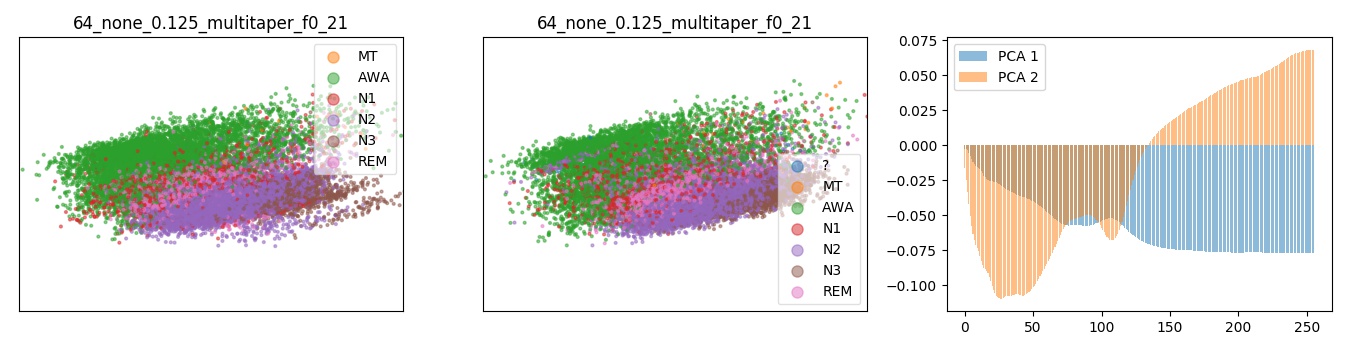 64_none_0.125_multitaper_f0_21
MT
AWA
N1
N2
N3
REM
64_none_0.125_multitaper_f0_21
?
MT
AWA
N1
N2
N3
REM
PCA 1
PCA 2
0.075
0.050
0.025
0.000
−0.025
−0.050
−0.075
−0.100
0 50 100 150 200 250